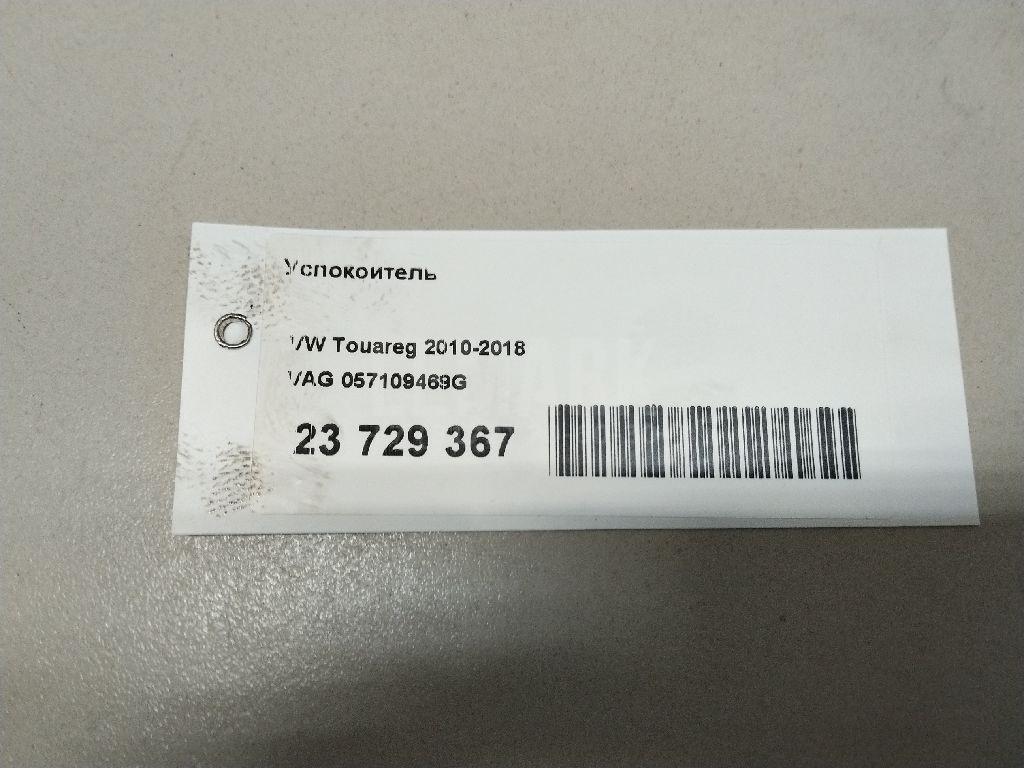 Успокоитель
VW Touareg 2010-2018
VAG 057109469G
23 729 367